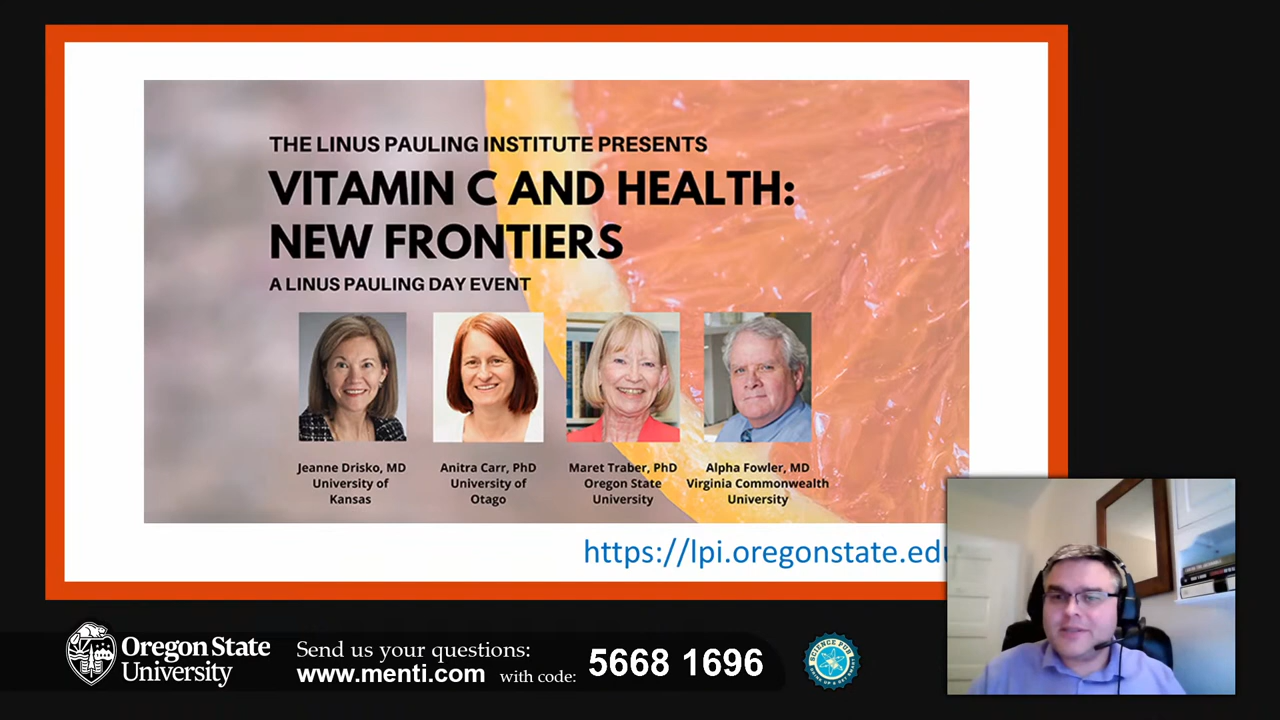 THE LINUS PAULING INSTITUTE PRESENTS
VITAMIN C AND HEALTH:
NEW FRONTIERS
A LINUS PAULING DAY EVENT
Jeanne Drisko, MD
University of
Kansas
Anitra Carr, PhD
University of
Otago
Maret Traber, PhD
Oregon State
University
Alpha Fowler, MD
Virginia Commonwealth
University
https://lpi.oregonstate.edu
Oregon State
University
Send us your questions:
www.menti.com with code:
5668 1696
SCIENCE PUB